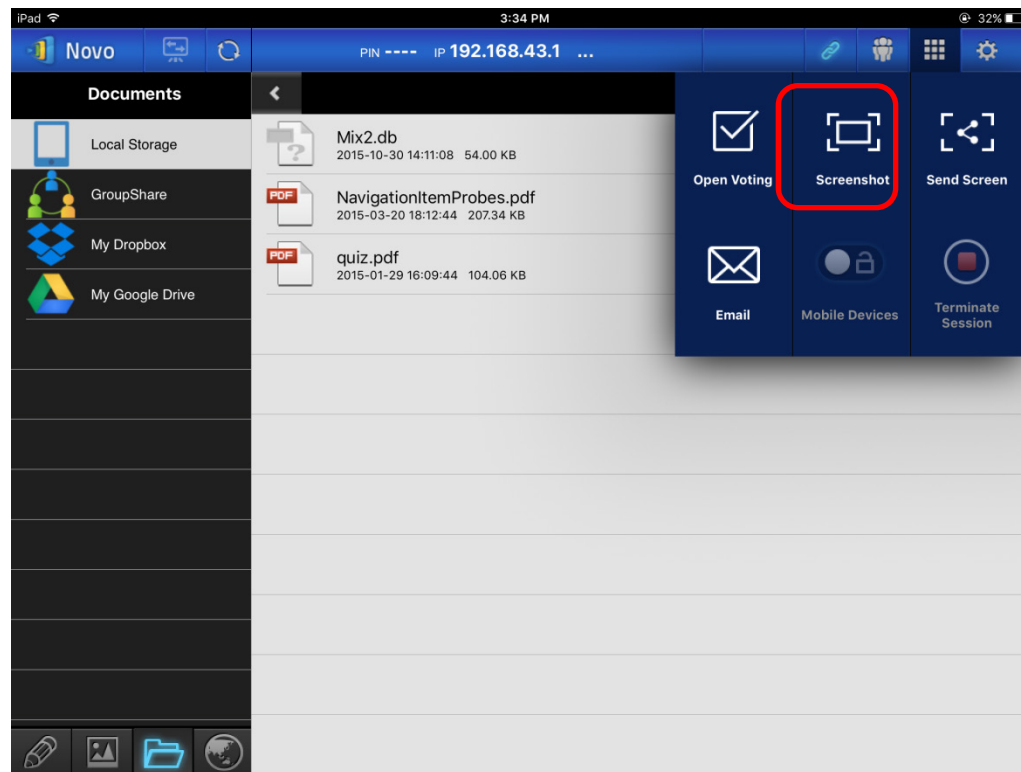 iPad 3:34 PM 32%
Novo PIN ---- IP 192.168.43.1 ...
Documents
Local Storage
GroupShare
My Dropbox
My Google Drive
Mix2.db
2015-10-30 14:11:08 54.00 KB
PDF
NavigationItemProbes.pdf
2015-03-20 18:12:44 207.34 KB
PDF
quiz.pdf
2015-01-29 16:09:44 104.06 KB
Open Voting
Screenshot
Send Screen
Email
Mobile Devices
Terminate
Session